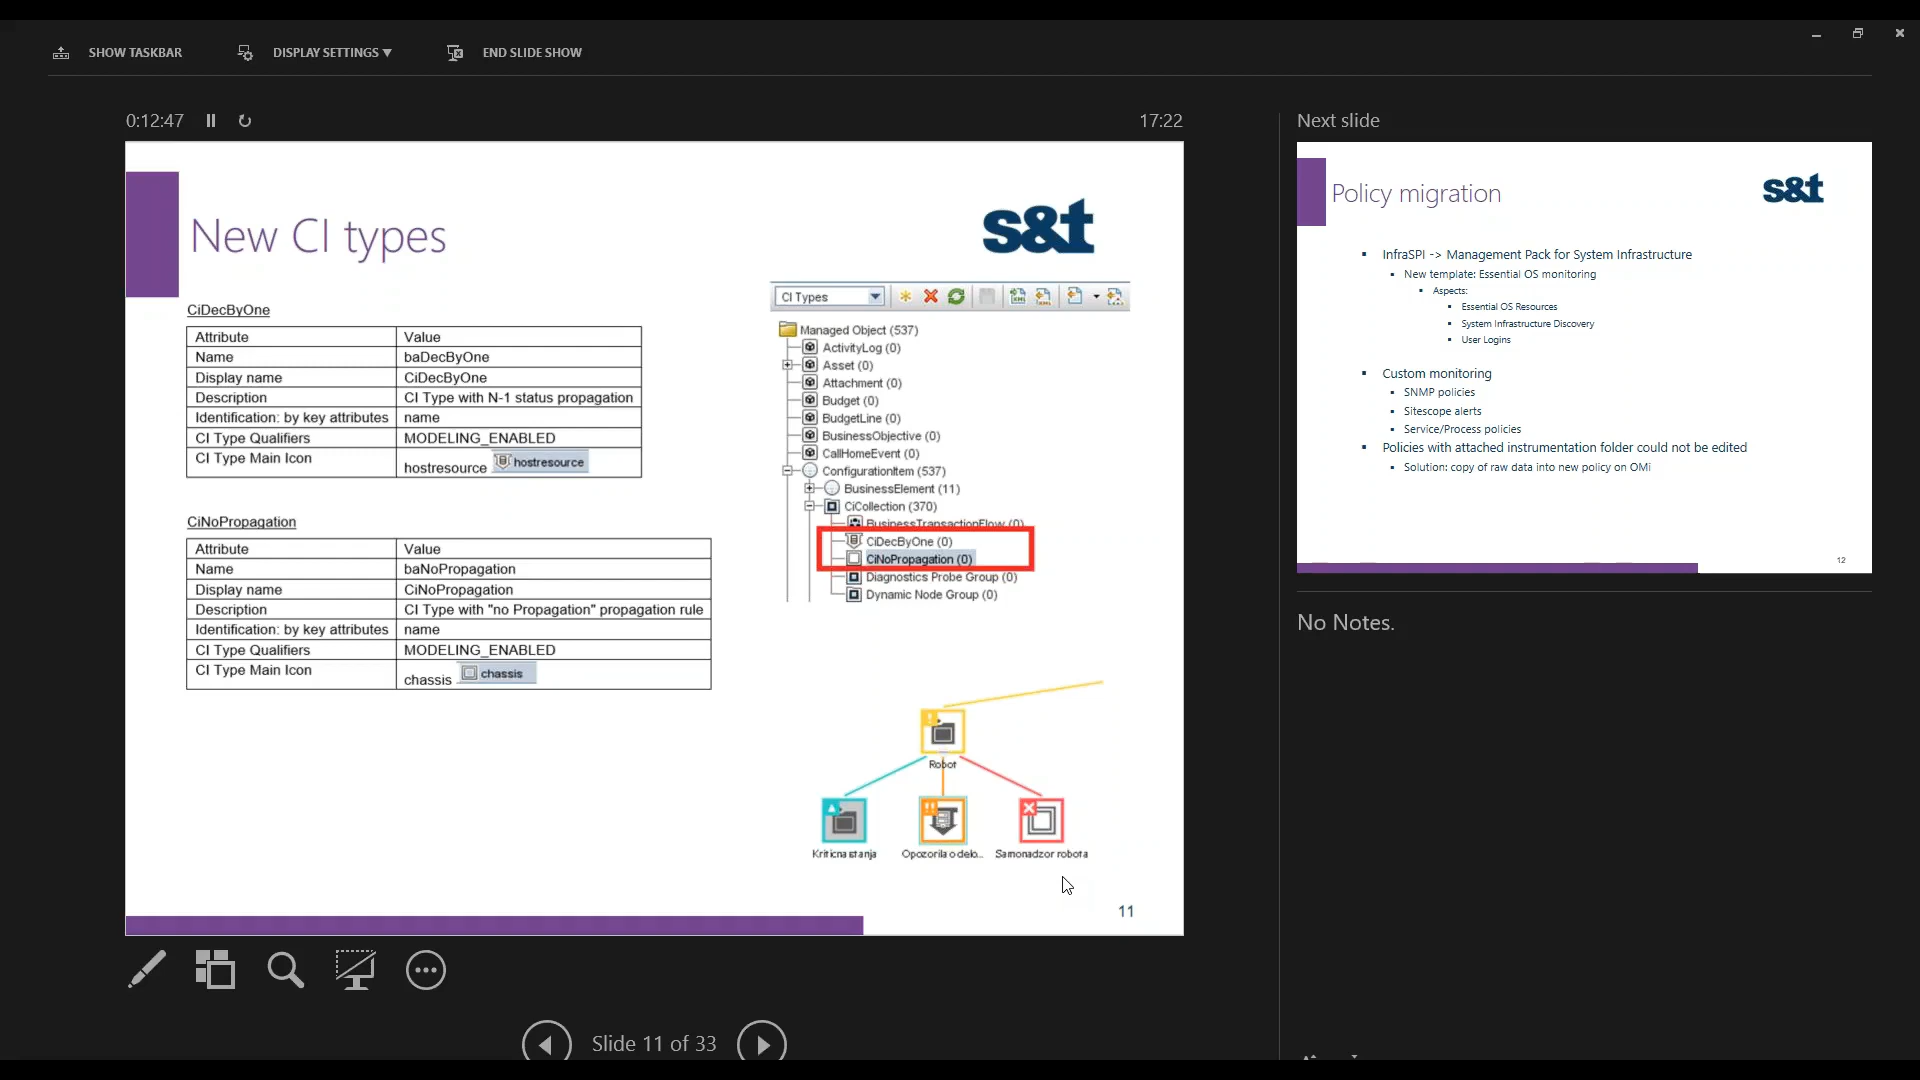 SHOW TASKBAR DISPLAY SETTINGS END SLIDE SHOW
0:12:47 17:22
New CI types
s&t
CiDecByOne
Attribute Value
Name baDecByOne
Display name CiDecByOne
Description CI Type with N-1 status propagation
Identification: by key attributes name
CI Type Qualifiers MODELING_ENABLED
CI Type Main Icon hostresource hostresource
CiNoPropagation
Attribute Value
Name baNoPropagation
Display name CiNoPropagation
Description CI Type with "no Propagation" propagation rule
Identification: by key attributes name
CI Type Qualifiers MODELING_ENABLED
CI Type Main Icon chassis chassis
CI Types
Managed Object (537)
ActivityLog (0)
Asset (0)
Attachment (0)
Budget (0)
BudgetLine (0)
BusinessObjective (0)
CallHomeEvent (0)
ConfigurationItem (537)
BusinessElement (11)
CiCollection (370)
BusinessTransactionFlow (0)
CiDecByOne (0)
CiNoPropagation (0)
Diagnostics Probe Group (0)
Dynamic Node Group (0)
Robot
Kriticna stanja Opozorila o delo... Samonadzor robota
11
Slide 11 of 33
Next slide
Policy migration
s&t
InfraSPI -> Management Pack for System Infrastructure
New template: Essential OS monitoring
Aspects:
Essential OS Resources
System Infrastructure Discovery
User Logins
Custom monitoring
SNMP policies
Sitescope alerts
Service/Process policies
Policies with attached instrumentation folder could not be edited
Solution: copy of raw data into new policy on OMi
12
No Notes.